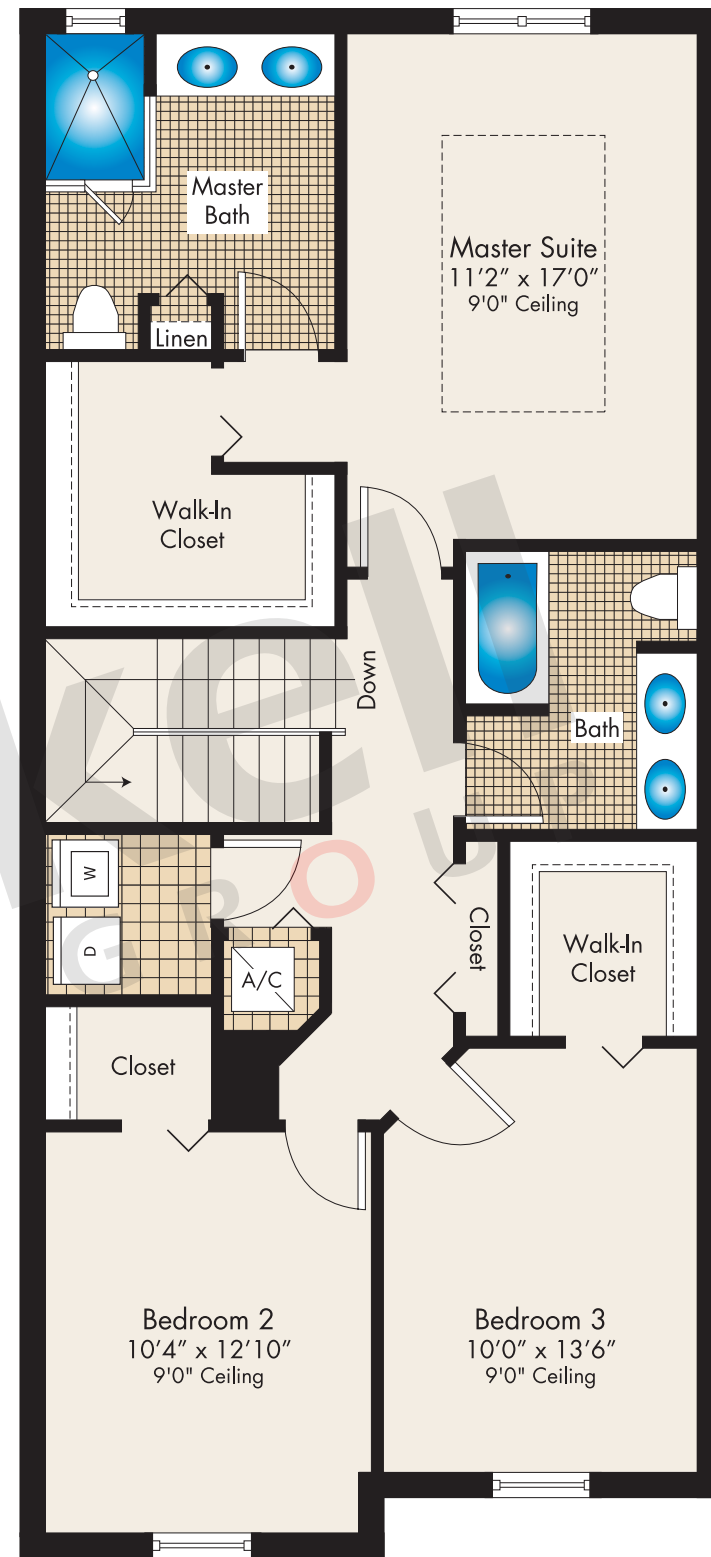 Master
Bath
Master Suite
11'2" x 17'0"
9'0" Ceiling
Linen
Walk-In
Closet
Down
Bath
W
D
A/C
Closet
Walk-In
Closet
Closet
Bedroom 2
10'4" x 12'10"
9'0" Ceiling
Bedroom 3
10'0" x 13'6"
9'0" Ceiling
GROUP